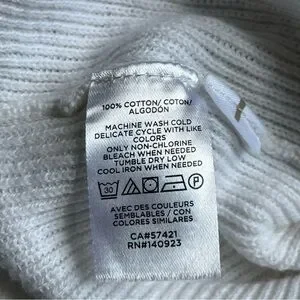 100% COTTON/ COTON/
ALGODÓN
MACHINE WASH COLD
DELICATE CYCLE WITH LIKE
COLORS
ONLY NON-CHLORINE
BLEACH WHEN NEEDED
TUMBLE DRY LOW
COOL IRON WHEN NEEDED
30 P
AVEC DES COULEURS
SEMBLABLES / CON
COLORES SIMILARES
CA#57421
RN#140923